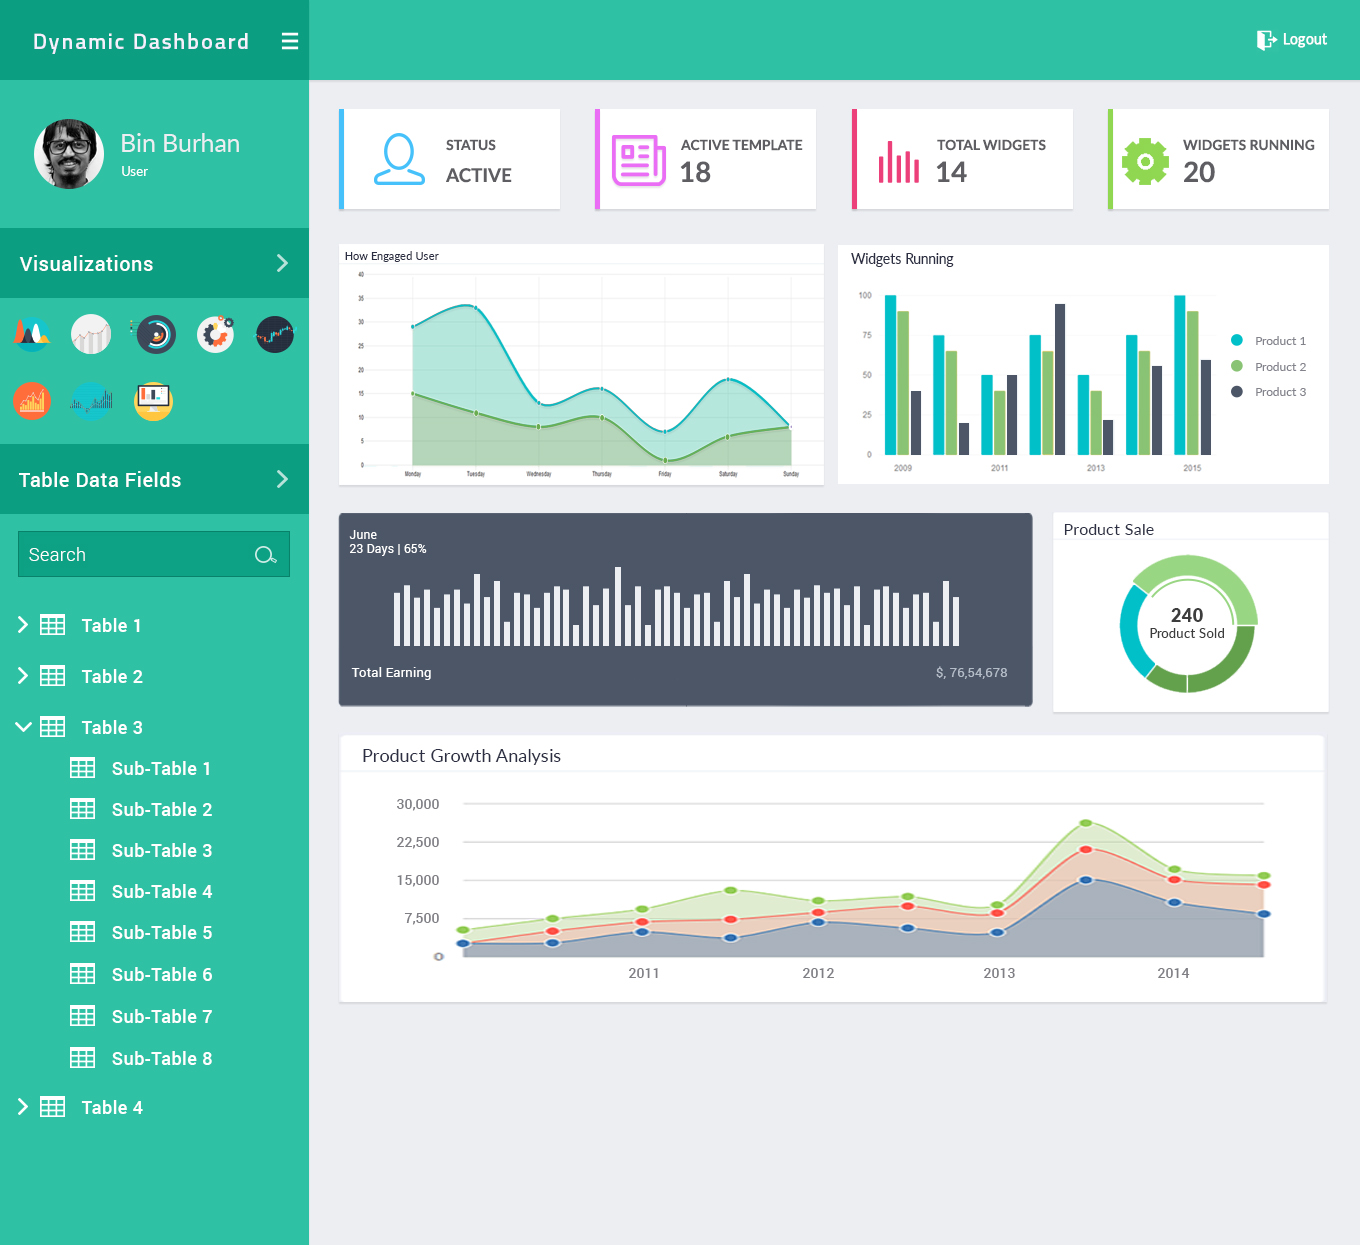 Dynamic Dashboard
Logout
Bin Burhan
User
Visualizations
Table Data Fields
Search
Table 1
Table 2
Table 3
Sub-Table 1
Sub-Table 2
Sub-Table 3
Sub-Table 4
Sub-Table 5
Sub-Table 6
Sub-Table 7
Sub-Table 8
Table 4
STATUS
ACTIVE
ACTIVE TEMPLATE
18
TOTAL WIDGETS
14
WIDGETS RUNNING
20
How Engaged User
40
35
30
25
20
15
10
5
0
Monday Tuesday Wednesday Thursday Friday Saturday Sunday
Widgets Running
100
75
50
25
0
2009 2011 2013 2015
Product 1
Product 2
Product 3
June
23 Days | 65%
Total Earning
$, 76,54,678
Product Sale
240
Product Sold
Product Growth Analysis
30,000
22,500
15,000
7,500
0
2011 2012 2013 2014